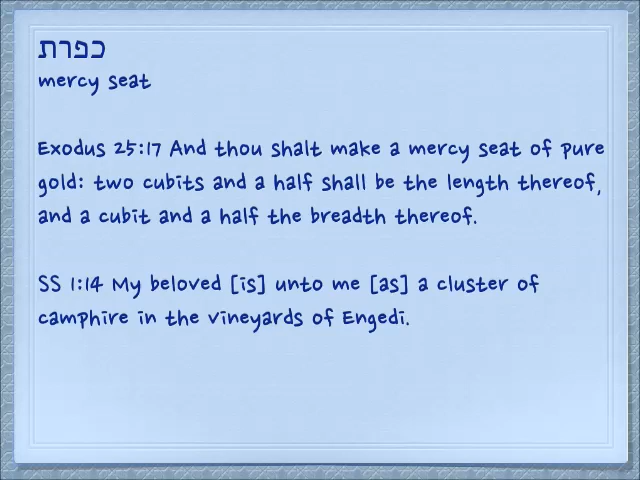 כפרת
mercy seat
Exodus 25:17 And thou shalt make a mercy seat of pure
gold: two cubits and a half shall be the length thereof,
and a cubit and a half the breadth thereof.
SS 1:14 My beloved [is] unto me [as] a cluster of
camphire in the vineyards of Engedi.